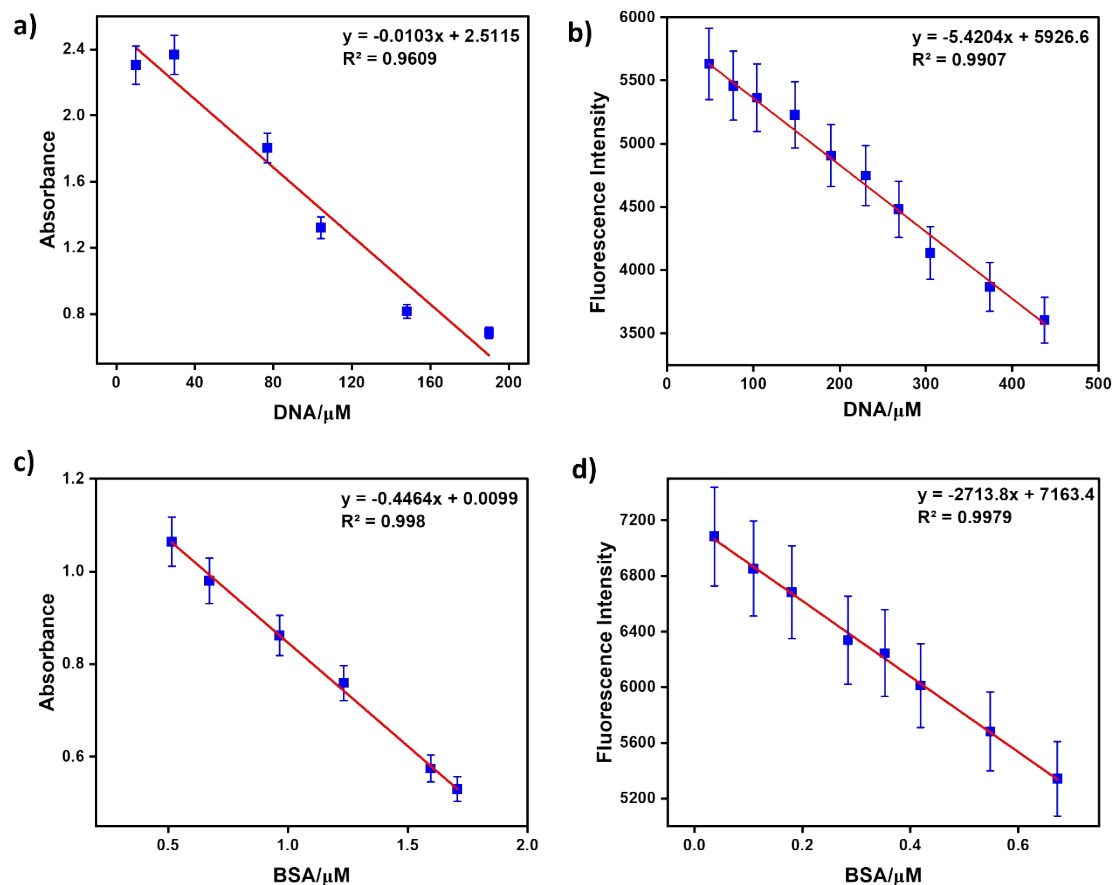 a)
y = -0.0103x + 2.5115
R² = 0.9609
2.4
2.0
1.6
1.2
0.8
Absorbance
0 40 80 120 160 200
DNA/μM
b)
y = -5.4204x + 5926.6
R² = 0.9907
6000
5500
5000
4500
4000
3500
Fluorescence Intensity
0 100 200 300 400 500
DNA/μM
c)
y = -0.4464x + 0.0099
R² = 0.998
1.2
1.0
0.8
0.6
Absorbance
0.5 1.0 1.5 2.0
BSA/μM
d)
y = -2713.8x + 7163.4
R² = 0.9979
7200
6800
6400
6000
5600
5200
Fluorescence Intensity
0.0 0.2 0.4 0.6
BSA/μM